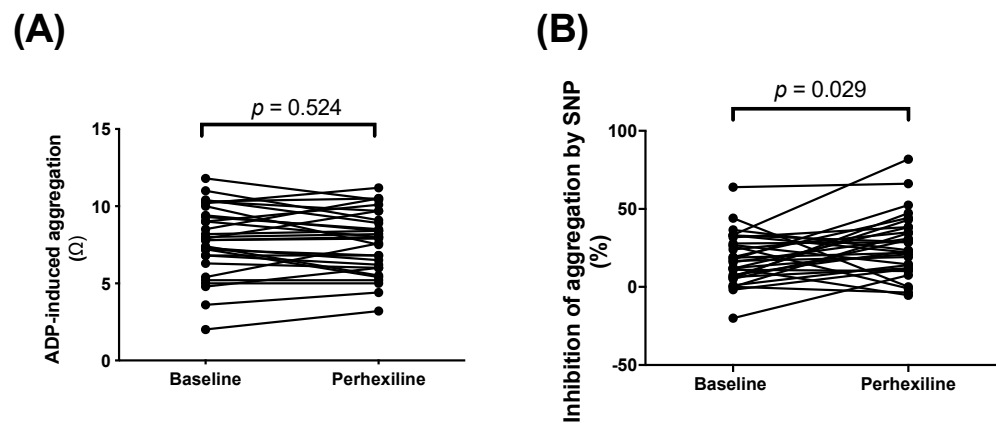 (A)
p = 0.524
ADP-induced aggregation
(Ω)
15
10
5
0
Baseline
Perhexiline
(B)
p = 0.029
Inhibition of aggregation by SNP
(%)
100
50
0
-50
Baseline
Perhexiline